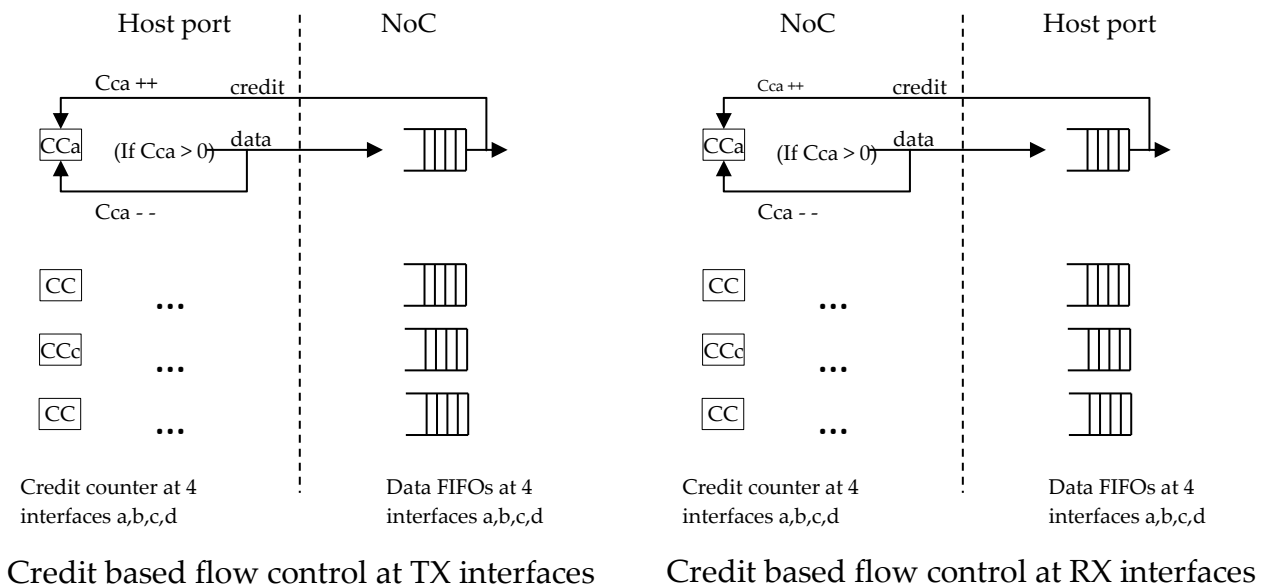 Host port
NoC
Cca ++
credit
CCa
(If Cca > 0)
data
Cca - -
CC
...
CCc
...
CC
...
Credit counter at 4
interfaces a,b,c,d
Data FIFOs at 4
interfaces a,b,c,d
Credit based flow control at TX interfaces
NoC
Host port
Cca ++
credit
CCa
(If Cca > 0)
data
Cca - -
CC
...
CCc
...
CC
...
Credit counter at 4
interfaces a,b,c,d
Data FIFOs at 4
interfaces a,b,c,d
Credit based flow control at RX interfaces